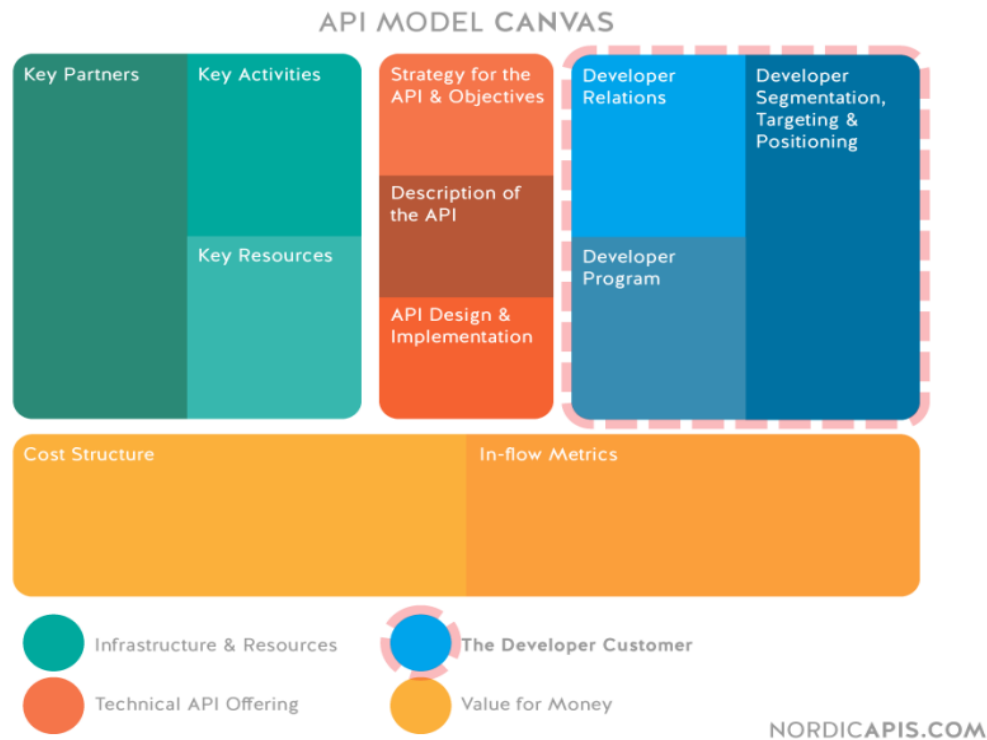 API MODEL CANVAS
Key Partners
Key Activities
Key Resources
Strategy for the
API & Objectives
Description of
the API
API Design &
Implementation
Developer
Relations
Developer
Program
Developer
Segmentation,
Targeting &
Positioning
Cost Structure
In-flow Metrics
Infrastructure & Resources
The Developer Customer
Technical API Offering
Value for Money
NORDICAPIS.COM